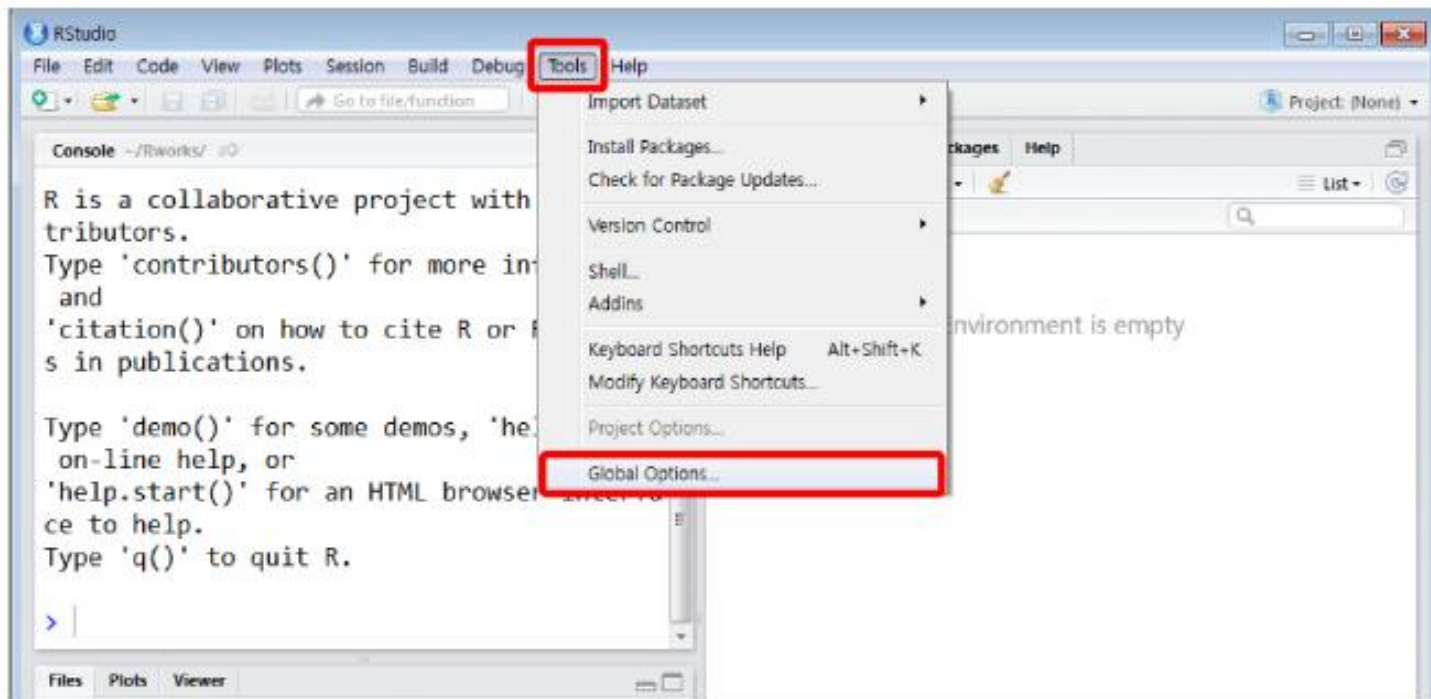 RStudio
File Edit Code View Plots Session Build Debug Tools Help
Go to file/function
Project: (None)
Import Dataset
Install Packages...
Check for Package Updates...
Version Control
Shell...
Addins
Keyboard Shortcuts Help Alt+Shift+K
Modify Keyboard Shortcuts...
Project Options...
Global Options...
Console ~/Rworks/
R is a collaborative project with
tributors.
Type 'contributors()' for more in
and
'citation()' on how to cite R or
s in publications.
Type 'demo()' for some demos, 'he
on-line help, or
'help.start()' for an HTML browser
ce to help.
Type 'q()' to quit R.
>
Help
List
nvironment is empty
Files Plots Viewer